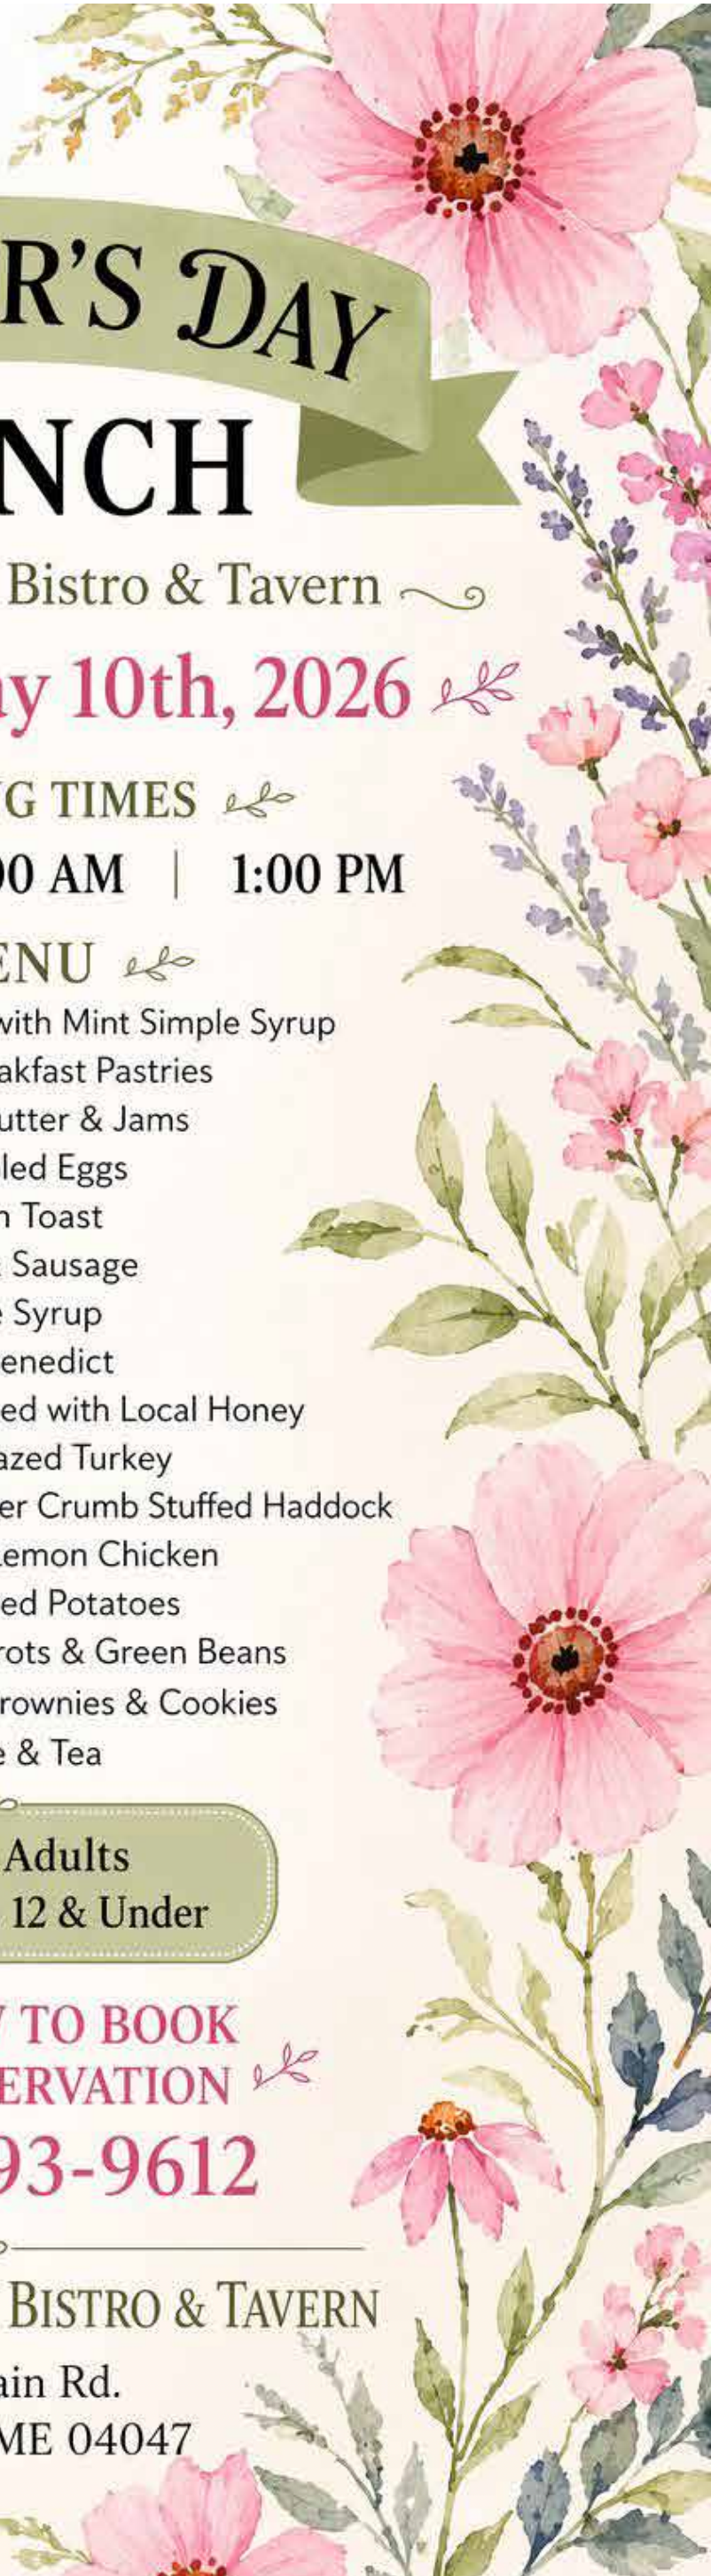 R'S DAY
NCH
Bistro & Tavern
ay 10th, 2026
G TIMES
00 AM | 1:00 PM
ENU
with Mint Simple Syrup
akfast Pastries
utter & Jams
led Eggs
n Toast
Sausage
e Syrup
enedict
ed with Local Honey
azed Turkey
er Crumb Stuffed Haddock
Lemon Chicken
ed Potatoes
rots & Green Beans
rownies & Cookies
e & Tea
Adults
12 & Under
TO BOOK
ERVATION
93-9612
BISTRO & TAVERN
ain Rd.
ME 04047